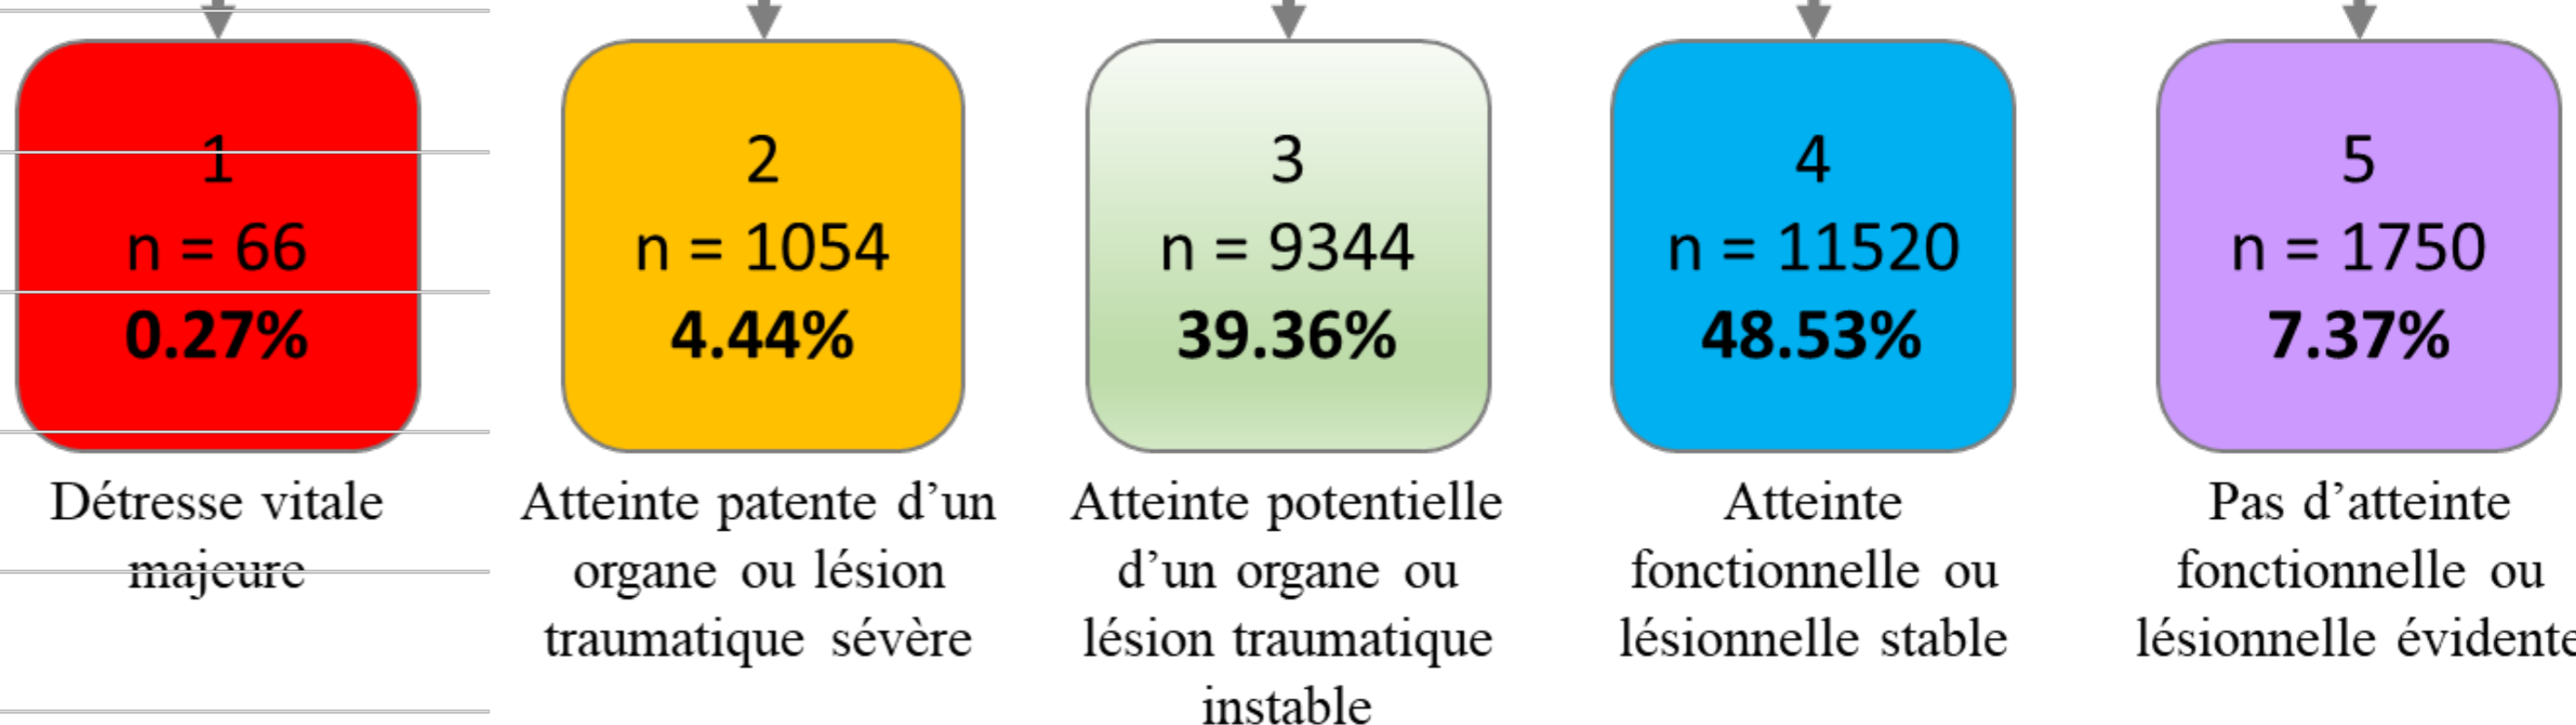 1
n = 66
0.27%
Détresse vitale
majeure
2
n = 1054
4.44%
Atteinte patente d’un
organe ou lésion
traumatique sévère
3
n = 9344
39.36%
Atteinte potentielle
d’un organe ou
lésion traumatique
instable
4
n = 11520
48.53%
Atteinte
fonctionnelle ou
lésionnelle stable
5
n = 1750
7.37%
Pas d’atteinte
fonctionnelle ou
lésionnelle évidente